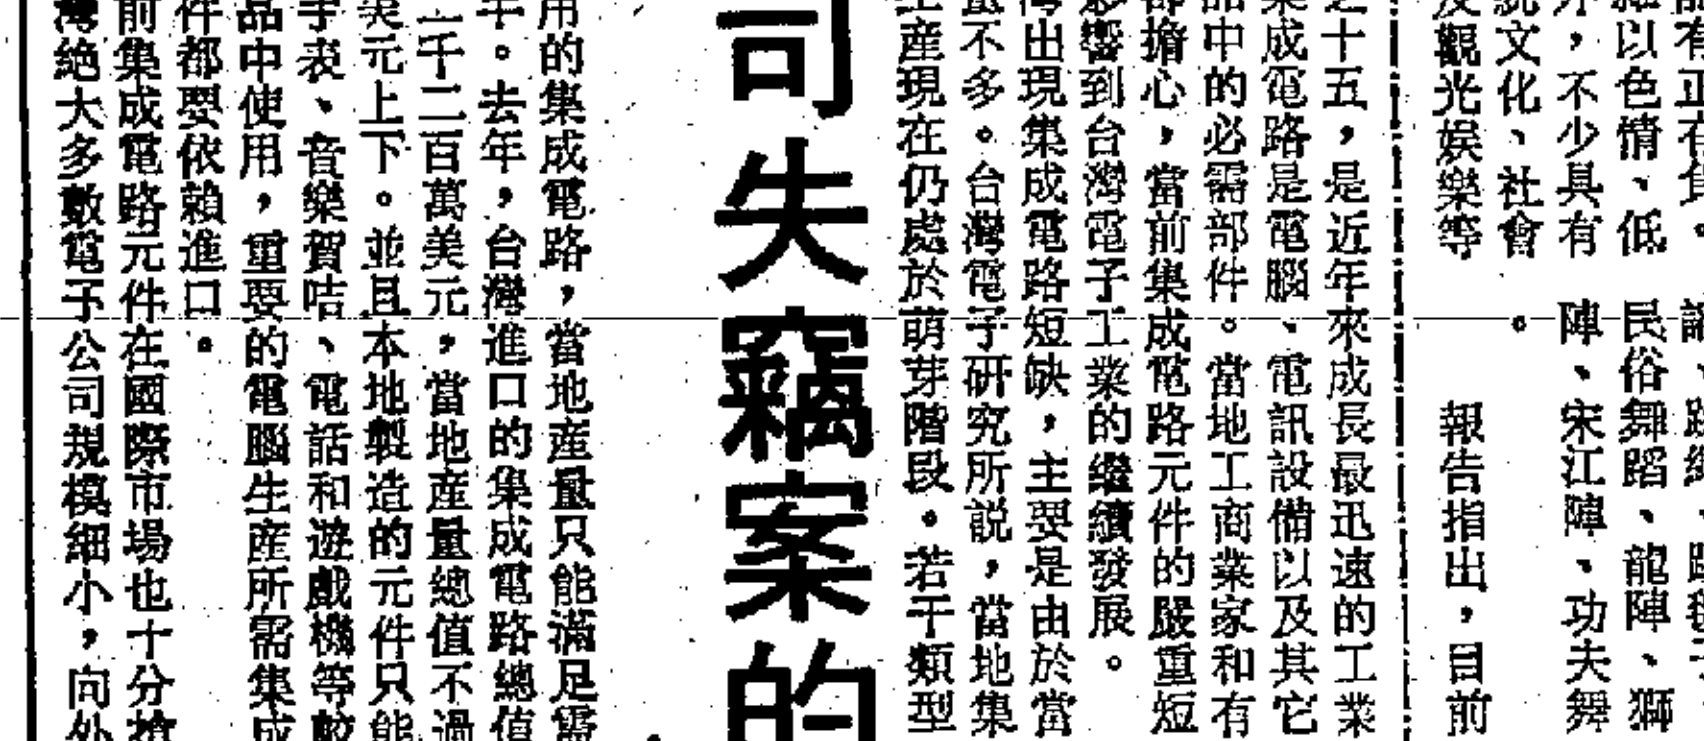 有正在負。
以色情、低
，不少具有
文化、社會
觀光娛樂等
民俗舞蹈、龍陣、獅
陣、宋江陣、功夫舞
。
報告指出，目前
之十五，是近年來成長最迅速的工業
業成電路是電腦、電訊設備以及其它
品中的必需部件。當地工商業家和有
部擔心，當前集成電路元件的嚴重短
影響到台灣電子工業的繼續發展。
灣出現集成電路短缺，主要是由於當
量不多。台灣電子研究所說，當地集
生産現在仍處於萌芽階段。若干類型
司失竊案的
用的集成電路，當地産量只能滿足需
半。去年，台灣進口的集成電路總值
二千二百萬美元，當地産量總值不過
美元上下。並且本地製造的元件只能
手表、音樂賀咭、電話和遊戲機等較
品中使用，重要的電腦生産所需集成
件都要依賴進口。
前集成電路元件在國際市場也十分搶
灣絕大多數電子公司規模細小，向外